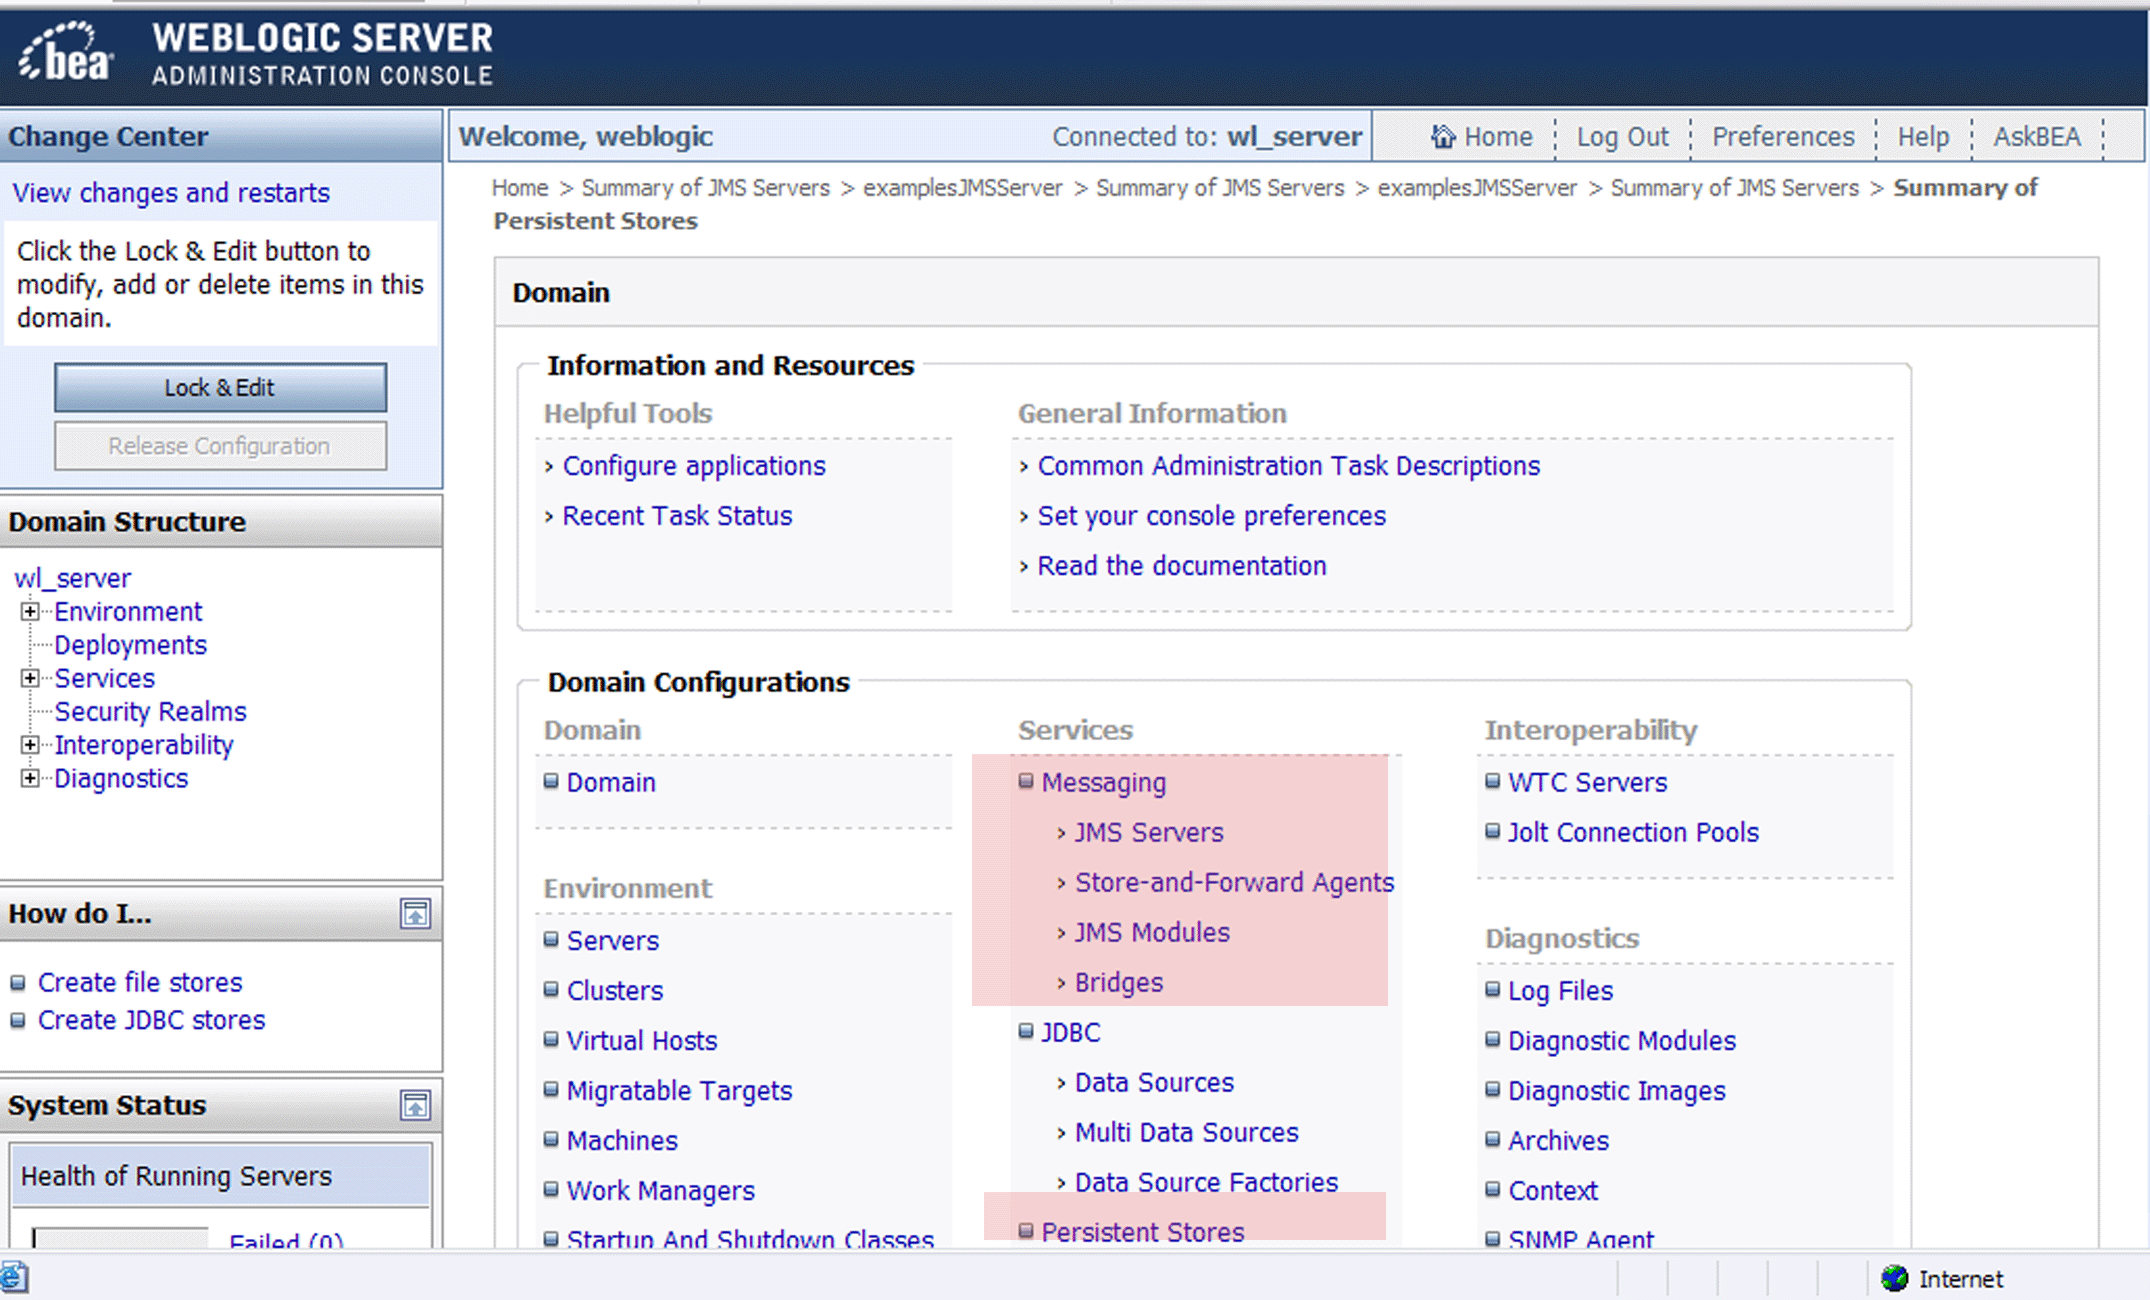 bea
WEBLOGIC SERVER
ADMINISTRATION CONSOLE
Change Center
View changes and restarts
Click the Lock & Edit button to
modify, add or delete items in this
domain.
Lock & Edit
Release Configuration
Domain Structure
wl_server
Environment
Deployments
Services
Security Realms
Interoperability
Diagnostics
How do I...
Create file stores
Create JDBC stores
System Status
Health of Running Servers
Failed (0)
Welcome, weblogic
Connected to: wl_server
Home
Log Out
Preferences
Help
AskBEA
Home > Summary of JMS Servers > examplesJMSServer > Summary of JMS Servers > examplesJMSServer > Summary of JMS Servers > Summary of
Persistent Stores
Domain
Information and Resources
Helpful Tools
› Configure applications
› Recent Task Status
General Information
› Common Administration Task Descriptions
› Set your console preferences
› Read the documentation
Domain Configurations
Domain
Domain
Environment
Servers
Clusters
Virtual Hosts
Migratable Targets
Machines
Work Managers
Startup And Shutdown Classes
Services
Messaging
› JMS Servers
› Store-and-Forward Agents
› JMS Modules
› Bridges
JDBC
› Data Sources
› Multi Data Sources
› Data Source Factories
Persistent Stores
Interoperability
WTC Servers
Jolt Connection Pools
Diagnostics
Log Files
Diagnostic Modules
Diagnostic Images
Archives
Context
SNMP Agent
Internet